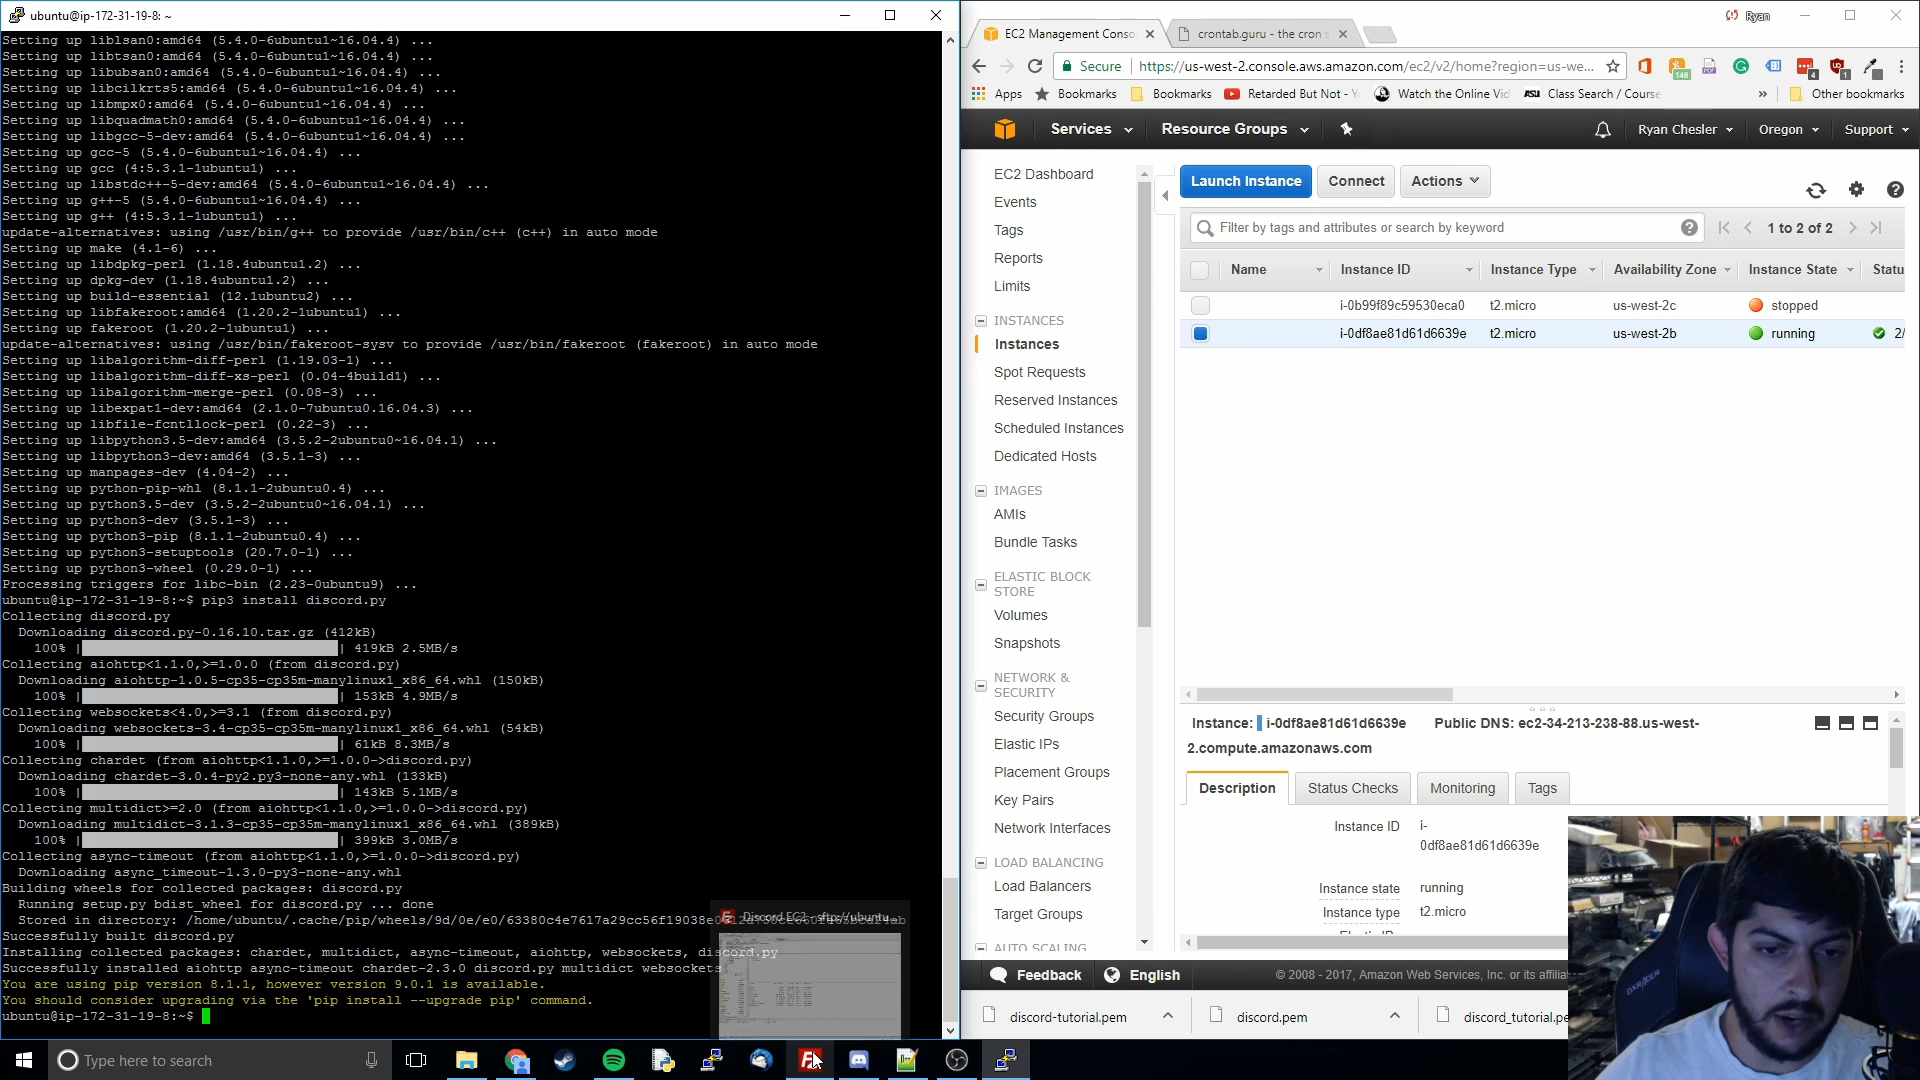 ubuntu@ip-172-31-19-8: ~
Setting up liblsan0:amd64 (5.4.0-6ubuntu1~16.04.4) ...
Setting up libtsan0:amd64 (5.4.0-6ubuntu1~16.04.4) ...
Setting up libubsan0:amd64 (5.4.0-6ubuntu1~16.04.4) ...
Setting up libcilkrts5:amd64 (5.4.0-6ubuntu1~16.04.4) ...
Setting up libmpx0:amd64 (5.4.0-6ubuntu1~16.04.4) ...
Setting up libquadmath0:amd64 (5.4.0-6ubuntu1~16.04.4) ...
Setting up libgcc-5-dev:amd64 (5.4.0-6ubuntu1~16.04.4) ...
Setting up gcc-5 (5.4.0-6ubuntu1~16.04.4) ...
Setting up gcc (4:5.3.1-1ubuntu1) ...
Setting up libstdc++-5-dev:amd64 (5.4.0-6ubuntu1~16.04.4) ...
Setting up g++-5 (5.4.0-6ubuntu1~16.04.4) ...
Setting up g++ (4:5.3.1-1ubuntu1) ...
update-alternatives: using /usr/bin/g++ to provide /usr/bin/c++ (c++) in auto mode
Setting up make (4.1-6) ...
Setting up libdpkg-perl (1.18.4ubuntu1.2) ...
Setting up dpkg-dev (1.18.4ubuntu1.2) ...
Setting up build-essential (12.1ubuntu2) ...
Setting up libfakeroot:amd64 (1.20.2-1ubuntu1) ...
Setting up fakeroot (1.20.2-1ubuntu1) ...
update-alternatives: using /usr/bin/fakeroot-sysv to provide /usr/bin/fakeroot (fakeroot) in auto mode
Setting up libalgorithm-diff-perl (1.19.03-1) ...
Setting up libalgorithm-diff-xs-perl (0.04-4build1) ...
Setting up libalgorithm-merge-perl (0.08-3) ...
Setting up libexpat1-dev:amd64 (2.1.0-7ubuntu0.16.04.3) ...
Setting up libfile-fcntllock-perl (0.22-3) ...
Setting up libpython3.5-dev:amd64 (3.5.2-2ubuntu0~16.04.1) ...
Setting up libpython3-dev:amd64 (3.5.1-3) ...
Setting up manpages-dev (4.04-2) ...
Setting up python-pip-whl (8.1.1-2ubuntu0.4) ...
Setting up python3.5-dev (3.5.2-2ubuntu0~16.04.1) ...
Setting up python3-dev (3.5.1-3) ...
Setting up python3-pip (8.1.1-2ubuntu0.4) ...
Setting up python3-setuptools (20.7.0-1) ...
Setting up python3-wheel (0.29.0-1) ...
Processing triggers for libc-bin (2.23-0ubuntu9) ...
ubuntu@ip-172-31-19-8:~$ pip3 install discord.py
Collecting discord.py
Downloading discord.py-0.16.10.tar.gz (412kB)
100% | | 419kB 2.5MB/s
Collecting aiohttp<1.1.0,>=1.0.0 (from discord.py)
Downloading aiohttp-1.0.5-cp35-cp35m-manylinux1_x86_64.whl (150kB)
100% | | 153kB 4.9MB/s
Collecting websockets<4.0,>=3.1 (from discord.py)
Downloading websockets-3.4-cp35-cp35m-manylinux1_x86_64.whl (54kB)
100% | | 61kB 8.3MB/s
Collecting chardet (from aiohttp<1.1.0,>=1.0.0->discord.py)
Downloading chardet-3.0.4-py2.py3-none-any.whl (133kB)
100% | | 143kB 5.1MB/s
Collecting multidict>=2.0 (from aiohttp<1.1.0,>=1.0.0->discord.py)
Downloading multidict-3.1.3-cp35-cp35m-manylinux1_x86_64.whl (389kB)
100% | | 399kB 3.0MB/s
Collecting async-timeout (from aiohttp<1.1.0,>=1.0.0->discord.py)
Downloading async_timeout-1.3.0-py3-none-any.whl
Building wheels for collected packages: discord.py
Running setup.py bdist_wheel for discord.py ... done
Stored in directory: /home/ubuntu/.cache/pip/wheels/9d/0e/e0/63380c4e7617a29cc56f19038e
Discord EC2 - sftp://ubuntu...
Successfully built discord.py
Installing collected packages: chardet, multidict, async-timeout, aiohttp, websockets, discord.py
Successfully installed aiohttp async-timeout chardet-2.3.0 discord.py multidict websockets
You are using pip version 8.1.1, however version 9.0.1 is available.
You should consider upgrading via the 'pip install --upgrade pip' command.
ubuntu@ip-172-31-19-8:~$
Type here to search
Ryan
EC2 Management Conso
crontab.guru - the cron s
Secure
https://us-west-2.console.aws.amazon.com/ec2/v2/home?region=us-we...
148
4
1
Apps
Bookmarks
Bookmarks
Retarded But Not - Y
Watch the Online Vid
ASU
Class Search / Course
»
Other bookmarks
Services
Resource Groups
Ryan Chesler
Oregon
Support
EC2 Dashboard
Events
Tags
Reports
Limits
INSTANCES
Instances
Spot Requests
Reserved Instances
Scheduled Instances
Dedicated Hosts
IMAGES
AMIs
Bundle Tasks
ELASTIC BLOCK
STORE
Volumes
Snapshots
NETWORK &
SECURITY
Security Groups
Elastic IPs
Placement Groups
Key Pairs
Network Interfaces
LOAD BALANCING
Load Balancers
Target Groups
AUTO SCALING
Launch Instance
Connect
Actions
Filter by tags and attributes or search by keyword
1 to 2 of 2
Name
Instance ID
Instance Type
Availability Zone
Instance State
Statu
i-0b99f89c59530eca0
t2.micro
us-west-2c
stopped
i-0df8ae81d61d6639e
t2.micro
us-west-2b
running
2/
Instance: i-0df8ae81d61d6639e
Public DNS: ec2-34-213-238-88.us-west-
2.compute.amazonaws.com
Description
Status Checks
Monitoring
Tags
Instance ID
i-
0df8ae81d61d6639e
Instance state
running
Instance type
t2.micro
Elastic IP
Feedback
English
© 2008 - 2017, Amazon Web Services, Inc. or its affilia
discord-tutorial.pem
discord.pem
discord_tutorial.pe
DXRACER